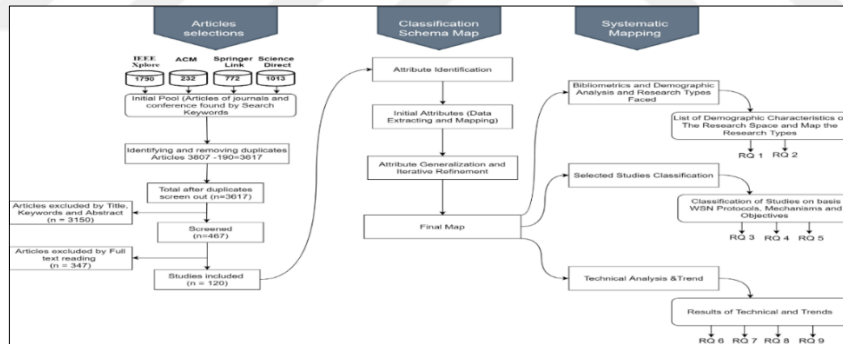 Articles
selections
Classification
Schema Map
Systematic
Mapping
IEEE
Xplore
ACM
Springer
Link
Science
Direct
1790
232
772
1013
Initial Pool (Articles of journals and
conference found by Search
Keywords
Identifying and removing duplicates
Articles 3807 -190=3617
Total after duplicates
screen out (n=3617)
Articles excluded by Title,
Keywords and Abstract
(n = 3150)
Screened
(n=467)
Articles excluded by Full
text reading
(n = 347)
Studies included
(n = 120)
Attribute Identification
Initial Attributes (Data
Extracting and Mapping)
Attribute Generalization and
Iterative Refinement
Final Map
Bibliometrics and Demographic
Analysis and Research Types
Faced
List of Demographic Characteristics o
The Research Space and Map the
Research Types
RQ 1
RQ 2
Selected Studies Classification
Classification of Studies on basis
WSN Protocols, Mechanisms and
Objectives
RQ 3
RQ 4
RQ 5
Technical Analysis &Trend
Results of Technical and Trends
RQ 6
RQ 7
RQ 8
RQ 9